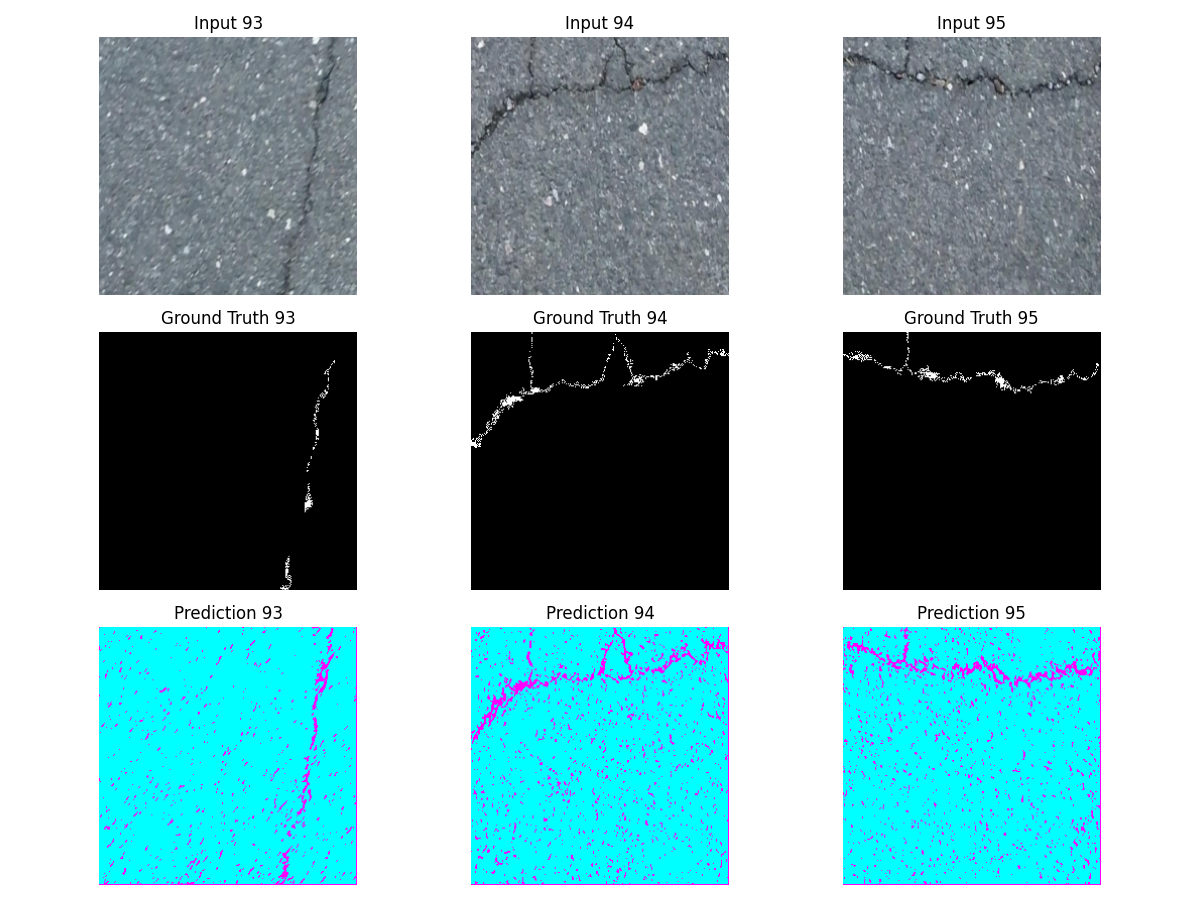 Input 93
Input 94
Input 95
Ground Truth 93
Ground Truth 94
Ground Truth 95
Prediction 93
Prediction 94
Prediction 95